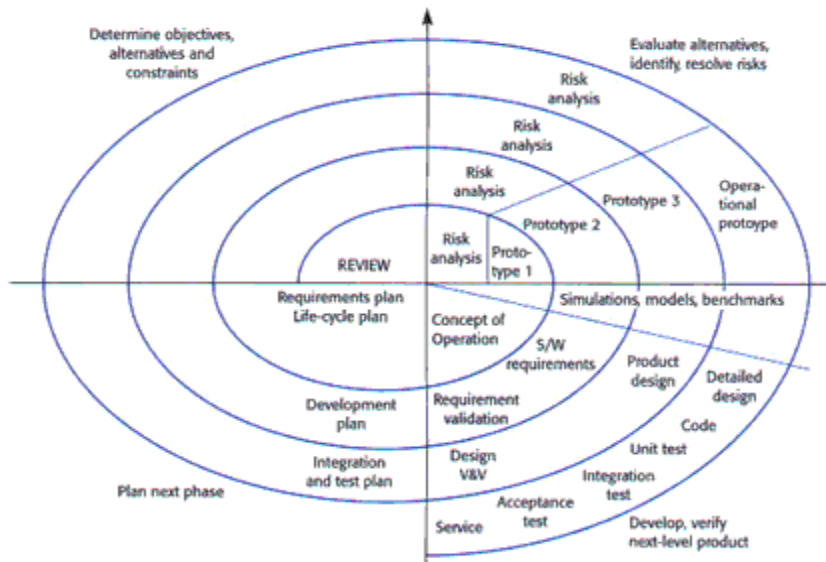 Determine objectives,
alternatives and
constraints
Evaluate alternatives,
identify, resolve risks
Risk
analysis
Risk
analysis
Risk
analysis
Risk
analysis
Proto-
type 1
Prototype 2
Prototype 3
Opera-
tional
protoype
REVIEW
Requirements plan
Life-cycle plan
Simulations, models, benchmarks
Concept of
Operation
S/W
requirements
Product
design
Detailed
design
Development
plan
Requirement
validation
Code
Unit test
Integration
and test plan
Design
V&V
Integration
test
Acceptance
test
Service
Plan next phase
Develop, verify
next-level product